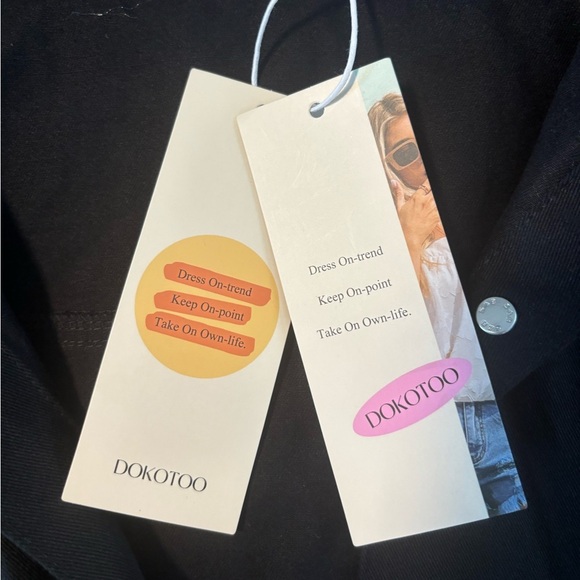 Dress On-trend
Keep On-point
Take On Own-life.
DOKOTOO
Dress On-trend
Keep On-point
Take On Own-life.
DOKOTOO